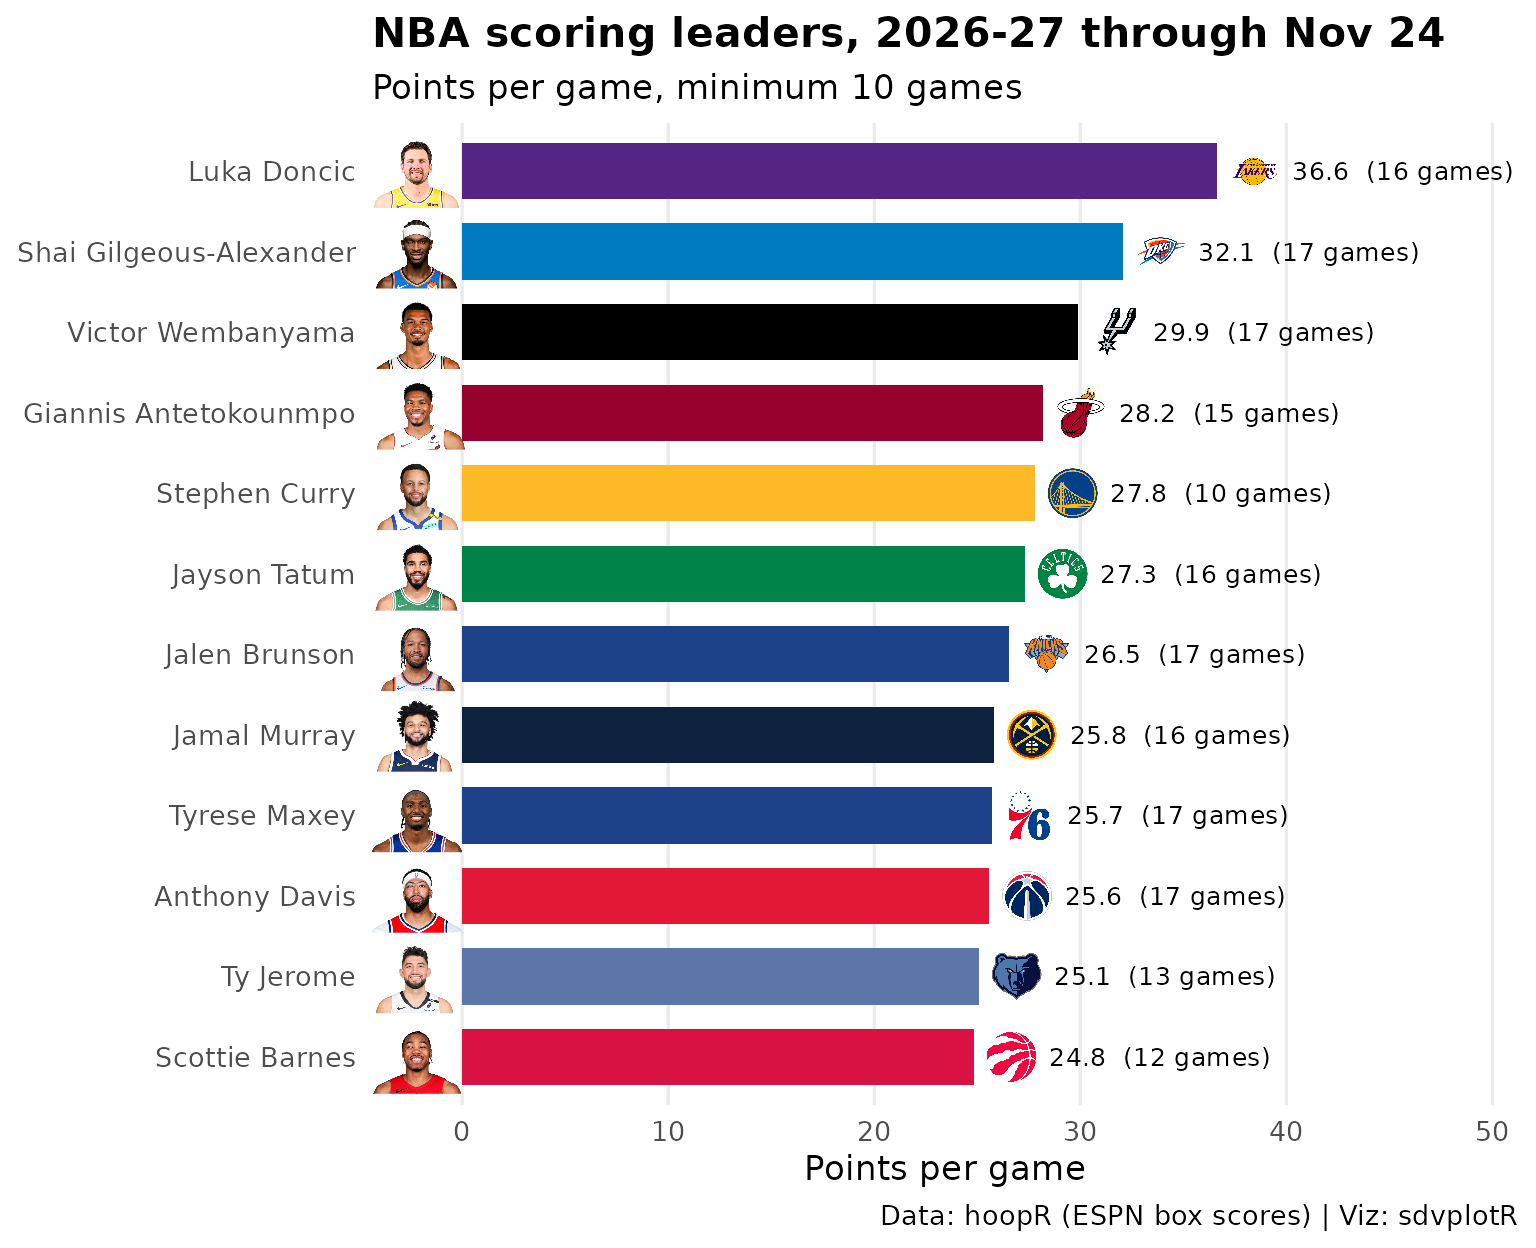 NBA scoring leaders, 2026-27 through Nov 24
Points per game, minimum 10 games
Luka Doncic LAKERS 36.6 (16 games)
Shai Gilgeous-Alexander OKC 32.1 (17 games)
Victor Wembanyama 29.9 (17 games)
Giannis Antetokounmpo 28.2 (15 games)
Stephen Curry 27.8 (10 games)
Jayson Tatum CELTICS 27.3 (16 games)
Jalen Brunson KNICKS 26.5 (17 games)
Jamal Murray 25.8 (16 games)
Tyrese Maxey 76 25.7 (17 games)
Anthony Davis 25.6 (17 games)
Ty Jerome 25.1 (13 games)
Scottie Barnes 24.8 (12 games)
0 10 20 30 40 50
Points per game
Data: hoopR (ESPN box scores) | Viz: sdvplotR